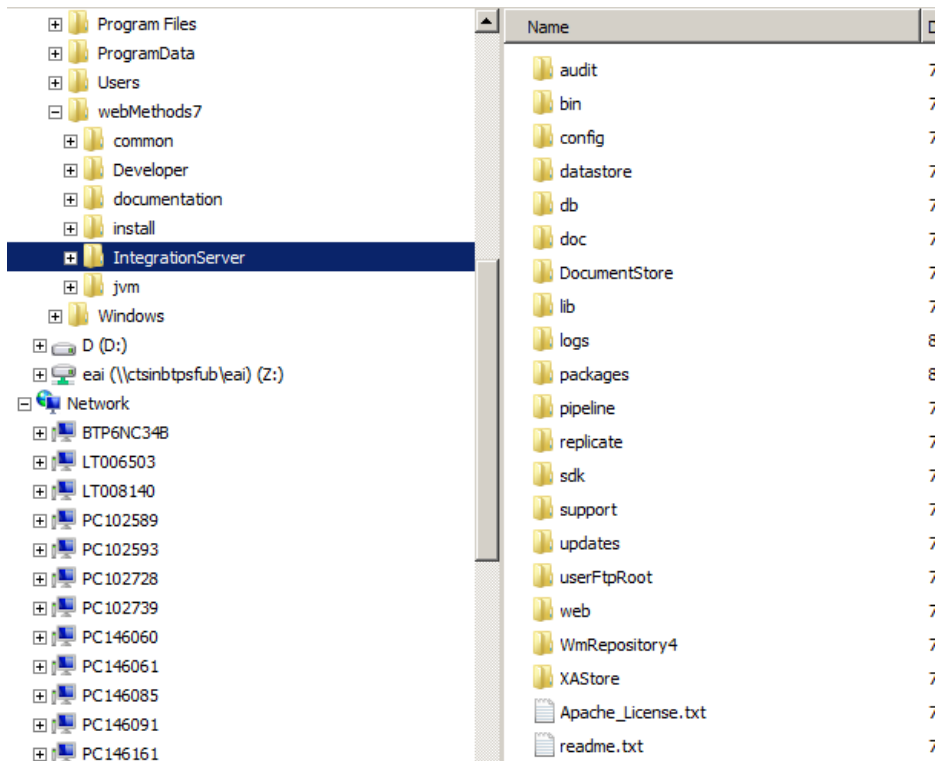 Program Files
ProgramData
Users
webMethods7
common
Developer
documentation
install
IntegrationServer
jvm
Windows
D (D:)
eai (\\ctsinbtpsfub\eai) (Z:)
Network
BTP6NC34B
LT006503
LT008140
PC102589
PC102593
PC102728
PC102739
PC146060
PC146061
PC146085
PC146091
PC146161
Name
audit
bin
config
datastore
db
doc
DocumentStore
lib
logs
packages
pipeline
replicate
sdk
support
updates
userFtpRoot
web
WmRepository4
XAStore
Apache_License.txt
readme.txt